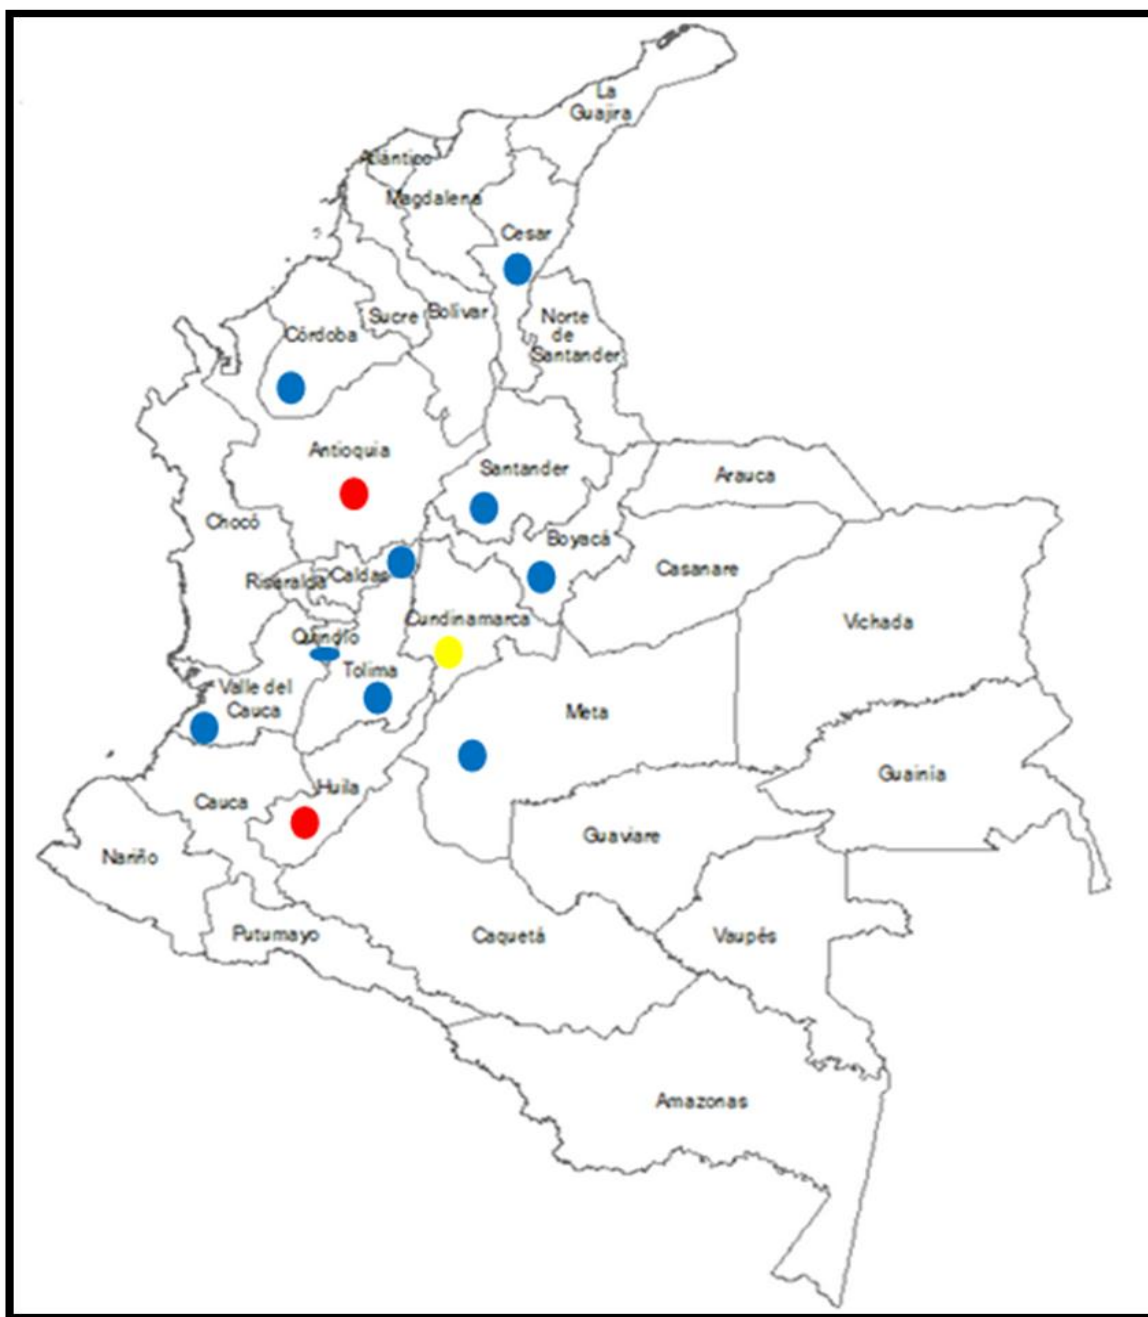 La
Guajira
Atlántico
Magdalena
Cesar
Sucre
Bolívar
Córdoba
Norte
de
Santander
Antioquia
Santander
Arauca
Chocó
Boyacá
Casanare
Risaralda
Caldas
Cundinamarca
Vichada
Quindío
Tolima
Valle del
Cauca
Meta
Guainía
Huila
Cauca
Guaviare
Nariño
Putumayo
Caquetá
Vaupés
Amazonas